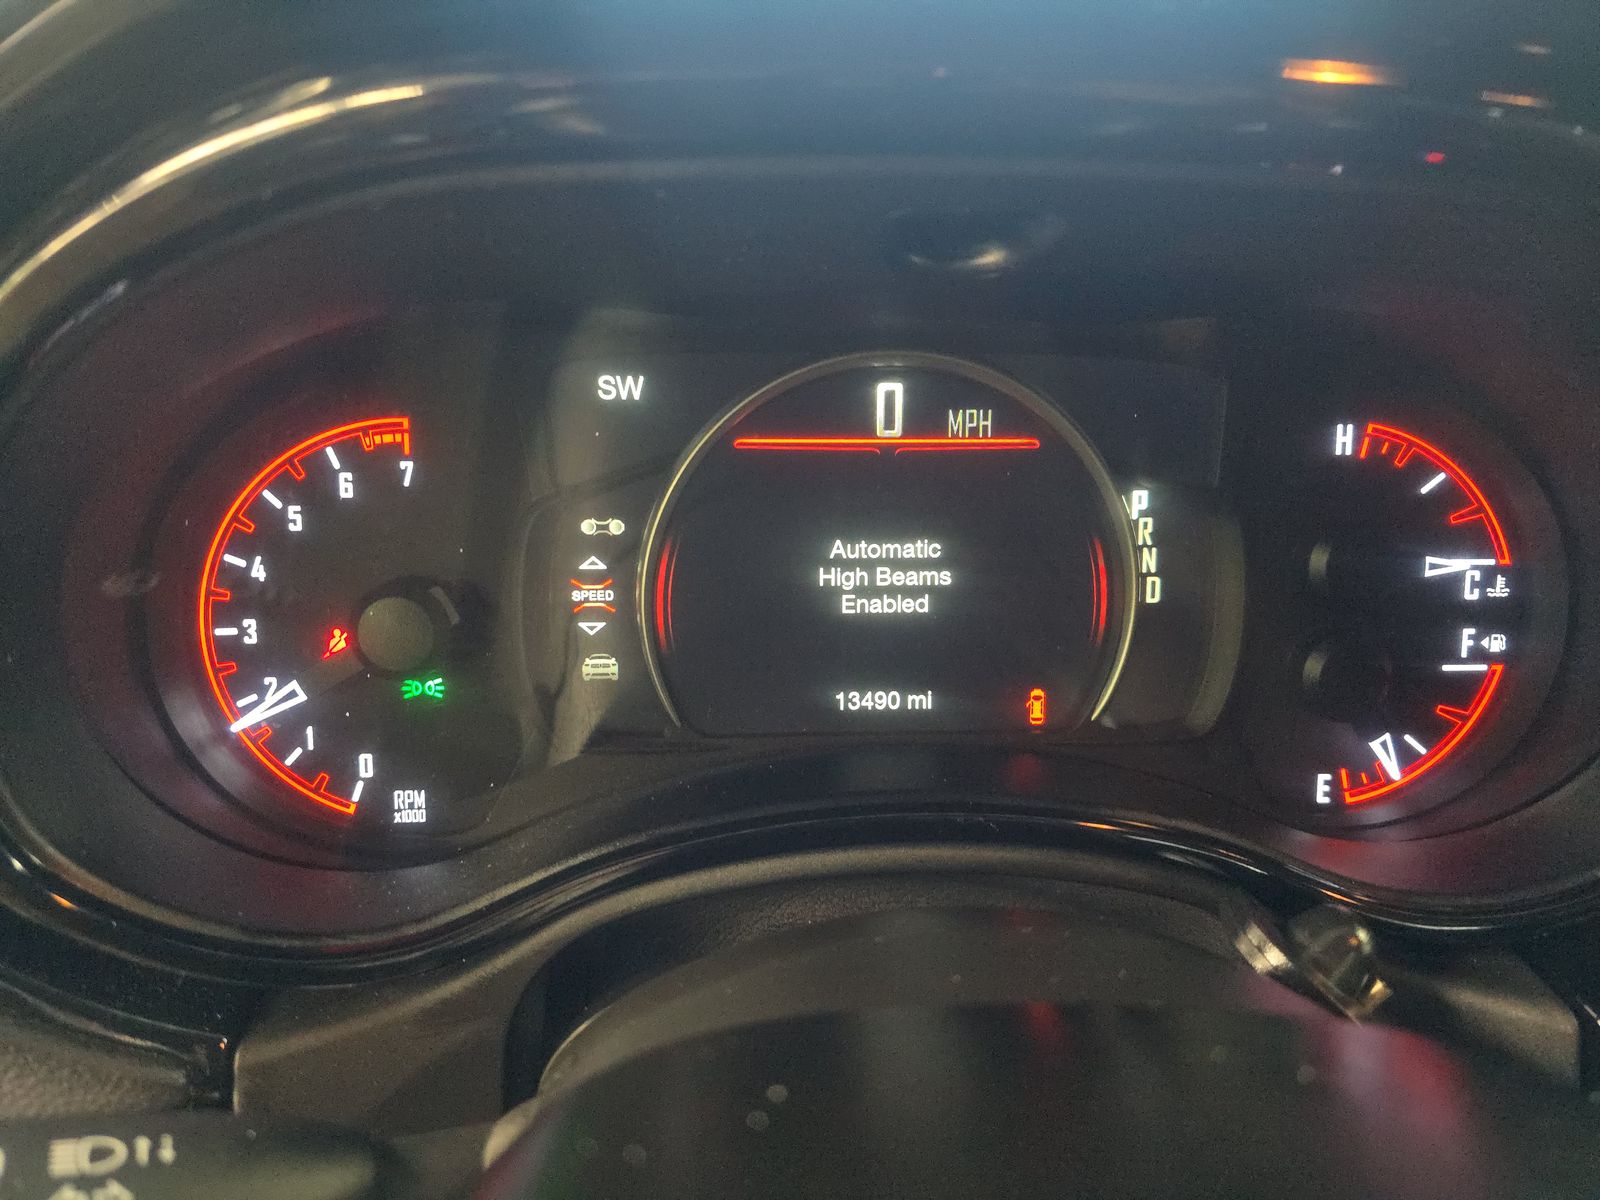 SW
0 MPH
7
6
5
4
3
2
1
0
RPM
x1000
SPEED
Automatic
High Beams
Enabled
13490 mi
P
R
N
D
H
C
F
E